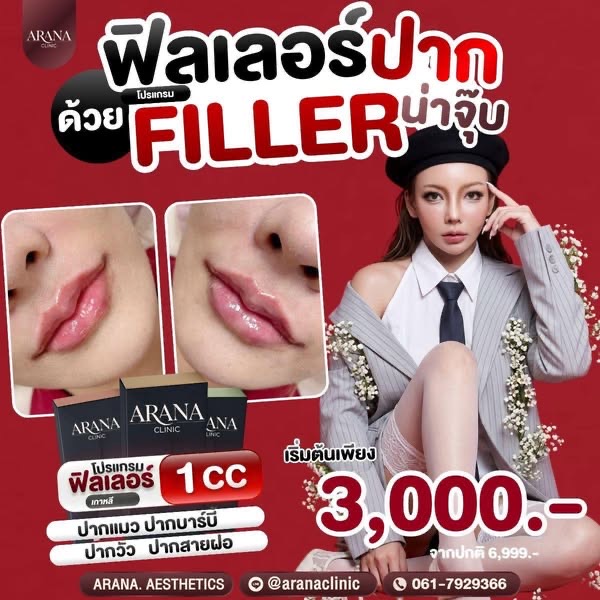 ARANA
CLINIC
ฟิลเลอร์ปาก
ด้วย
โปรแกรม
FILLER น่าจุ๊บ
ARANA
CLINIC
ARANA
CLINIC
โปรแกรม
ฟิลเลอร์ 1 CC
เกาหลี
ปากแมว ปากบาร์บี้
ปากวัว ปากสายฝอ
เริ่มต้นเพียง
3,000.-
จากปกติ 6,999.-
ARANA. AESTHETICS @aranaclinic 061-7929366